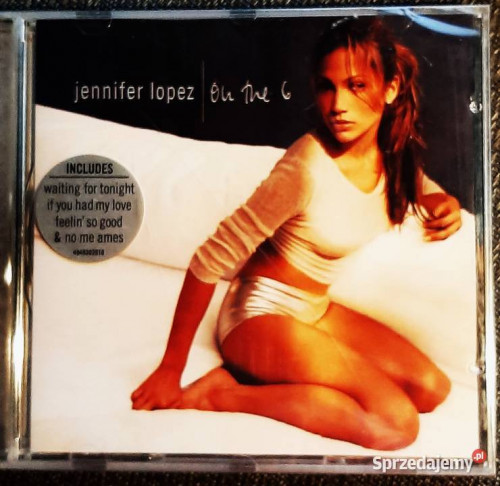 jennifer lopez | On The 6
INCLUDES
waiting for tonight
if you had my love
feelin' so good
& no me ames
Sprzedajemy.pl